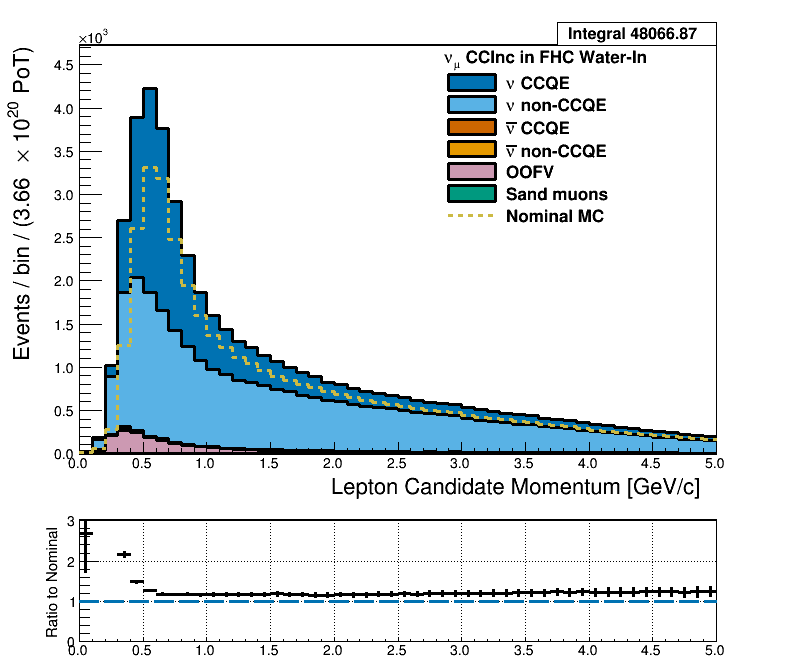 Integral 48066.87
×10³
ν_μ CCInc in FHC Water-In
ν CCQE
ν non-CCQE
ν̅ CCQE
ν̅ non-CCQE
OOFV
Sand muons
Nominal MC
Events / bin / (3.66 × 10²⁰ PoT)
4.5
4.0
3.5
3.0
2.5
2.0
1.5
1.0
0.5
0.0
0.0 0.5 1.0 1.5 2.0 2.5 3.0 3.5 4.0 4.5 5.0
Lepton Candidate Momentum [GeV/c]
Ratio to Nominal
3
2
1
0
0.0 0.5 1.0 1.5 2.0 2.5 3.0 3.5 4.0 4.5 5.0